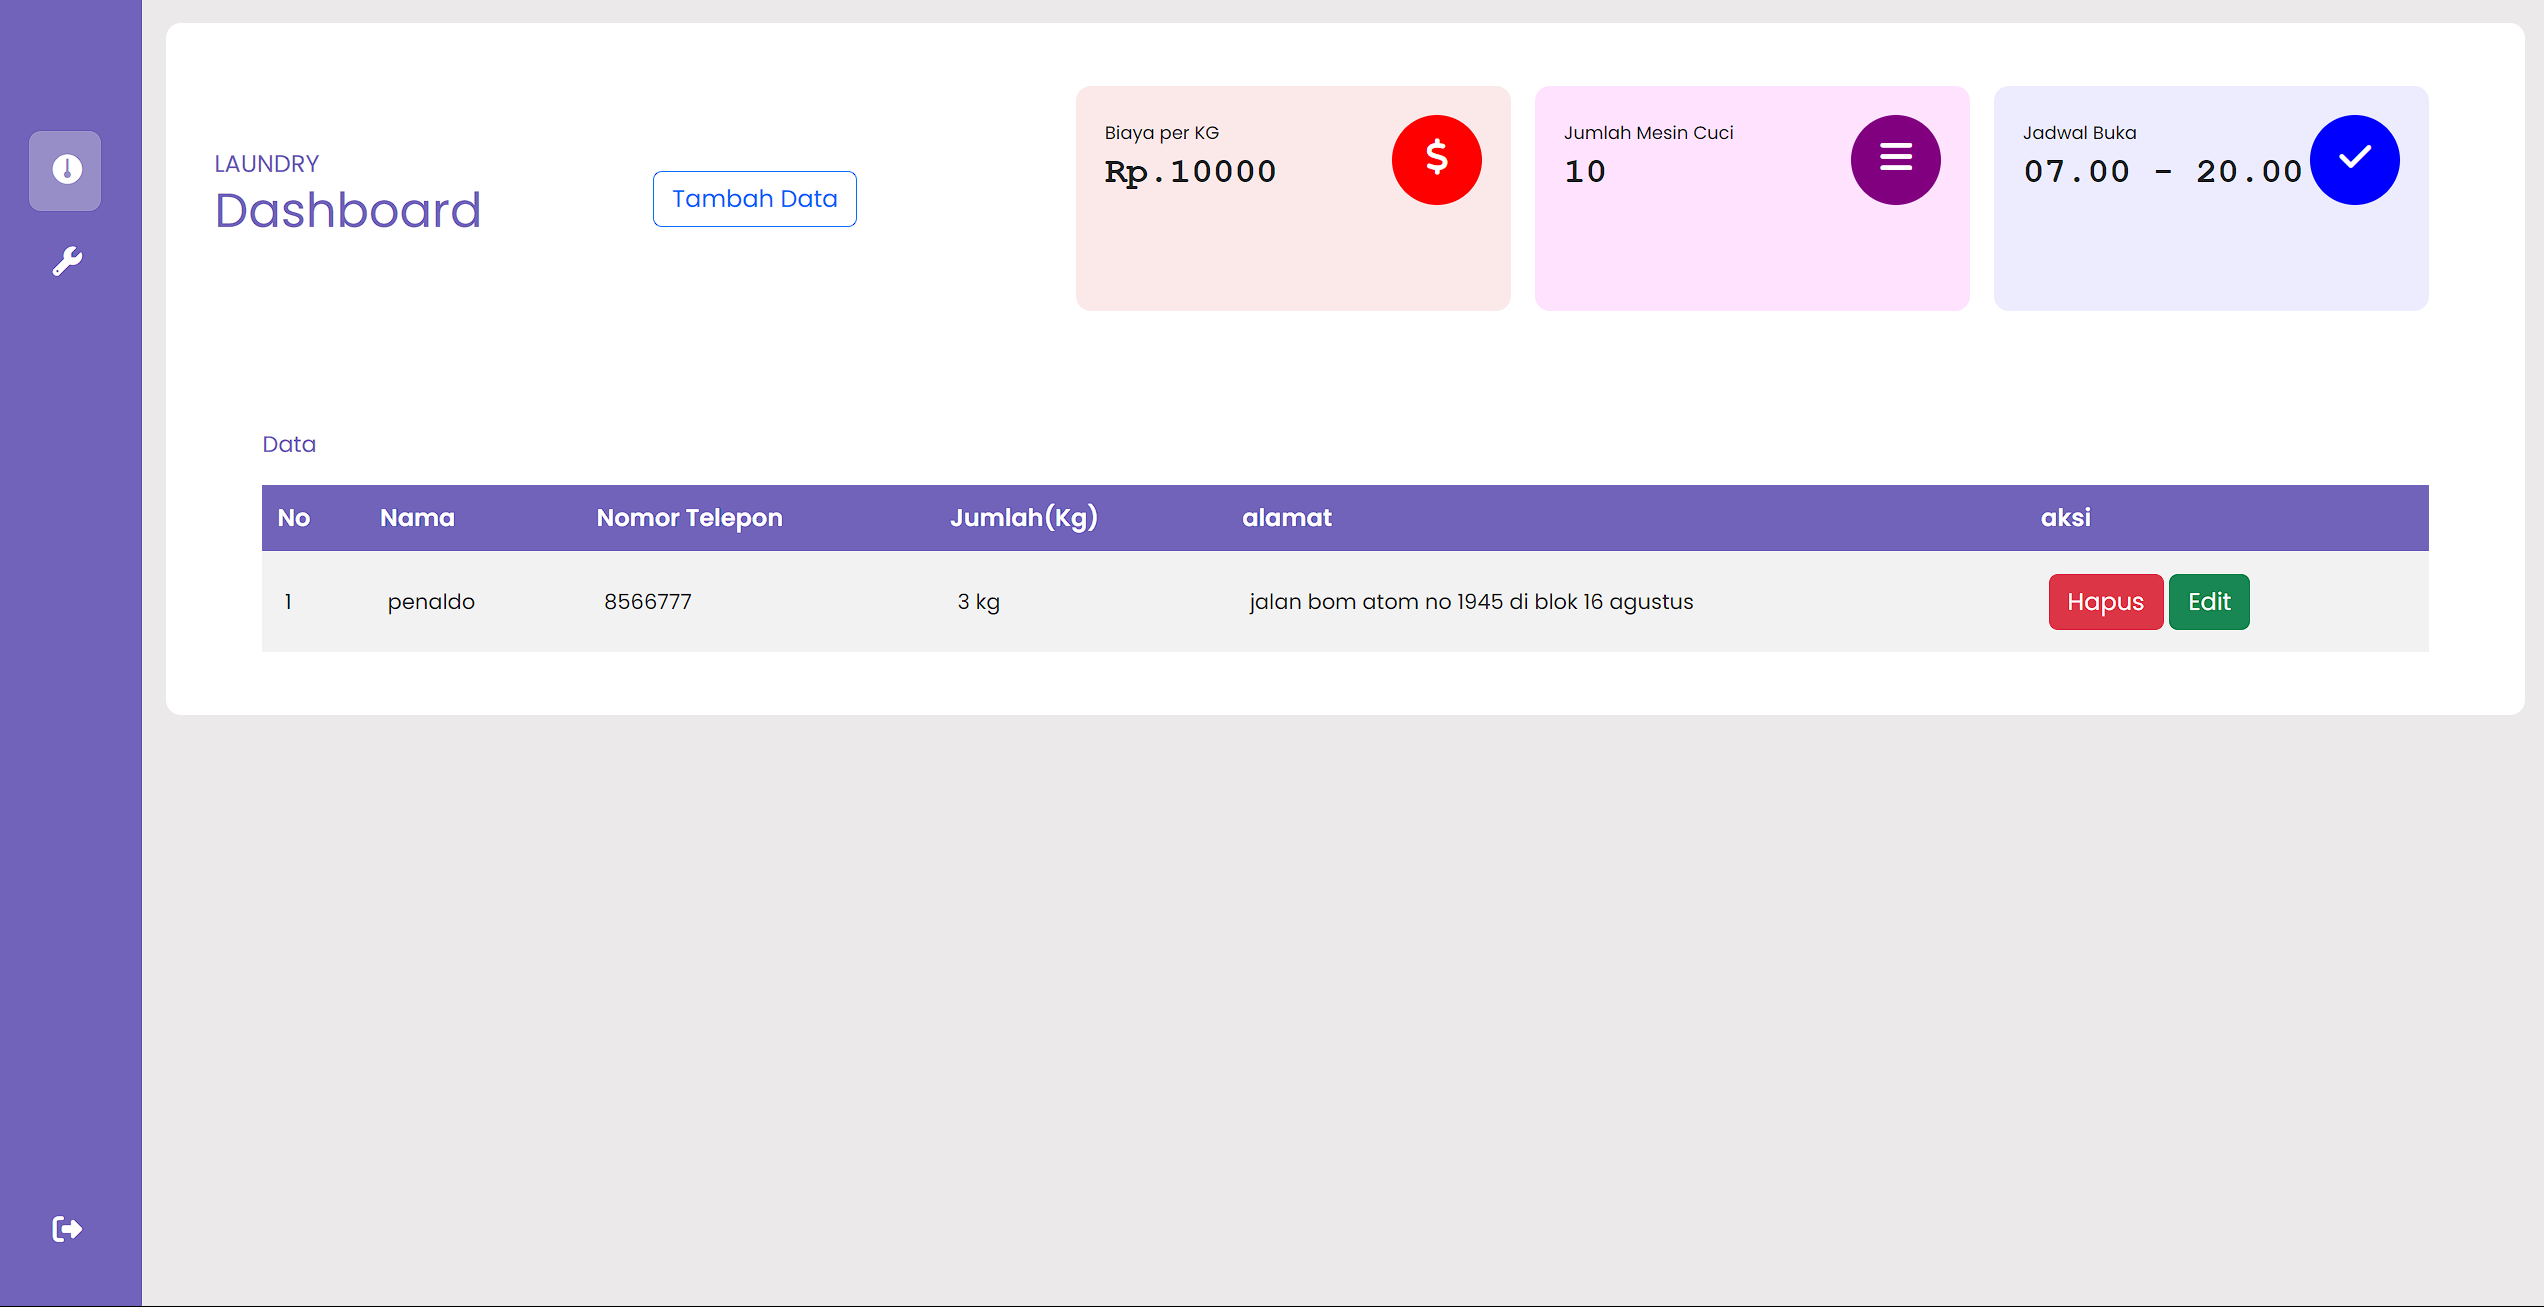 LAUNDRY
Dashboard
Tambah Data
Biaya per KG
Rp.10000
Jumlah Mesin Cuci
10
Jadwal Buka
07.00 - 20.00
Data
No Nama Nomor Telepon Jumlah(Kg) alamat aksi
1 penaldo 8566777 3 kg jalan bom atom no 1945 di blok 16 agustus Hapus Edit